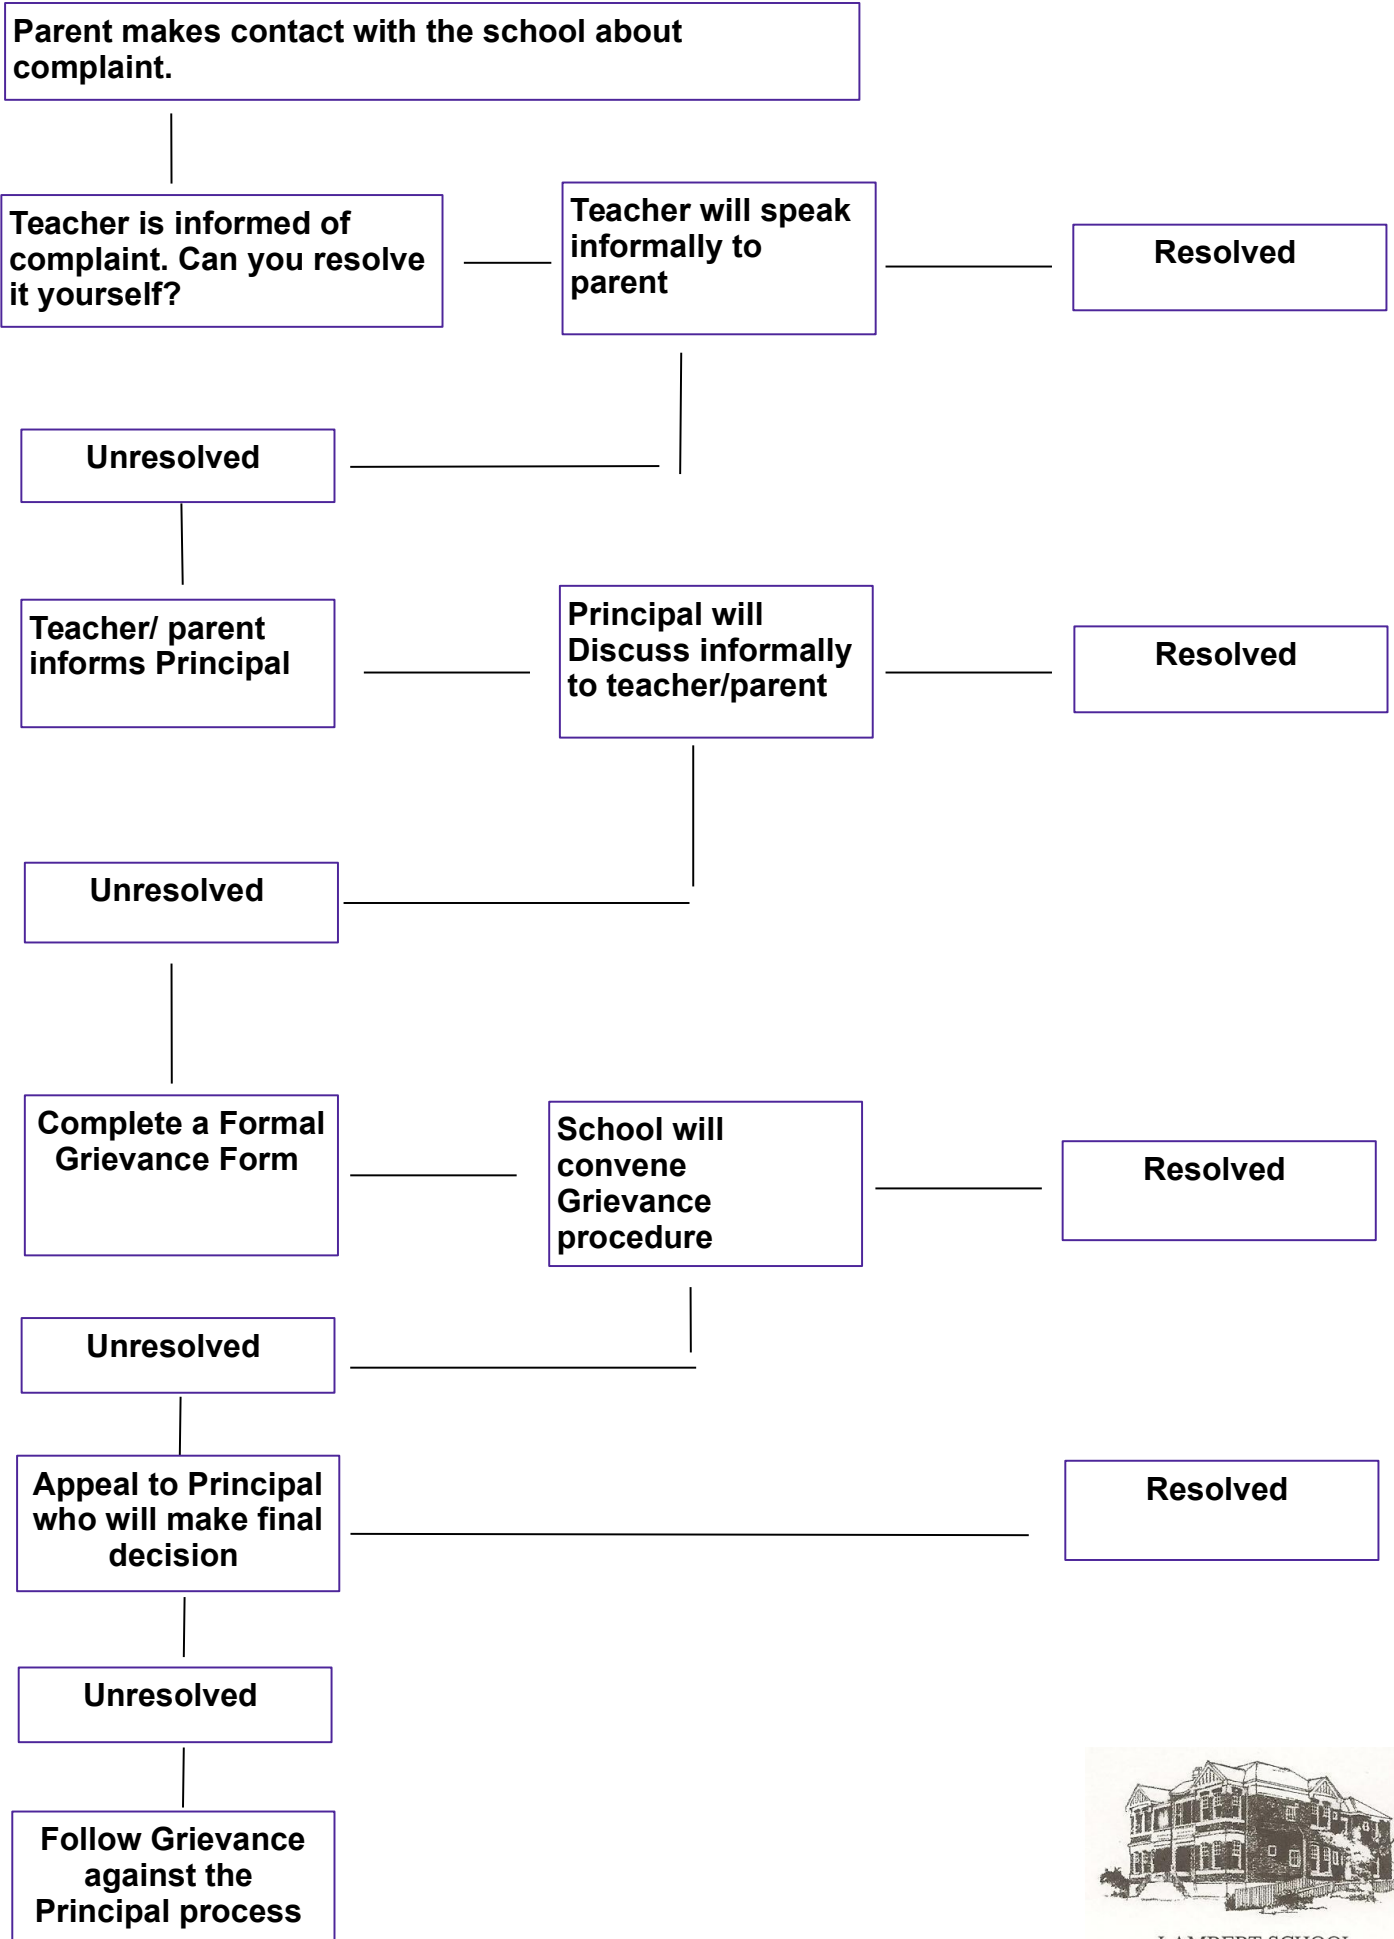 Parent makes contact with the school about
complaint.
Teacher is informed of
complaint. Can you resolve
it yourself?
Teacher will speak
informally to
parent
Resolved
Unresolved
Teacher/ parent
informs Principal
Principal will
Discuss informally
to teacher/parent
Resolved
Unresolved
Complete a Formal
Grievance Form
School will
convene
Grievance
procedure
Resolved
Unresolved
Appeal to Principal
who will make final
decision
Resolved
Unresolved
Follow Grievance
against the
Principal process
LAMBERT SCHOOL